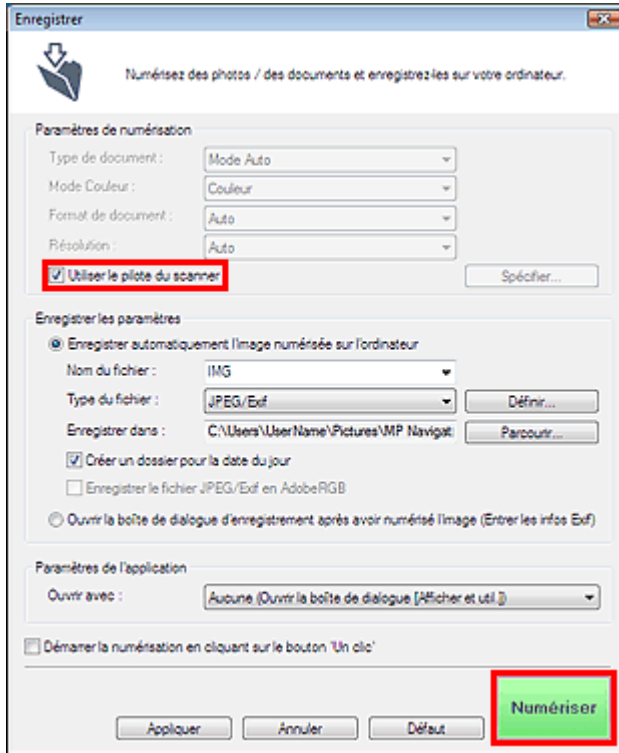 Enregistrer
Numérisez des photos / des documents et enregistrez-les sur votre ordinateur.
Paramètres de numérisation
Type de document : Mode Auto
Mode Couleur : Couleur
Format de document : Auto
Résolution : Auto
Utiliser le pilote du scanner Spécifier...
Enregistrer les paramètres
Enregistrer automatiquement l'image numérisée sur l'ordinateur
Nom du fichier : IMG
Type du fichier : JPEG/Exif Définir...
Enregistrer dans : C:\Users\UserName\Pictures\MP Navigat Parcourir...
Créer un dossier pour la date du jour
Enregistrer le fichier JPEG/Exif en AdobeRGB
Ouvrir la boîte de dialogue d'enregistrement après avoir numérisé l'image (Entrer les infos Exif)
Paramètres de l'application
Ouvrir avec : Aucune (Ouvrir la boîte de dialogue [Afficher et util.])
Démarrer la numérisation en cliquant sur le bouton 'Un clic'
Numériser
Appliquer Annuler Défaut